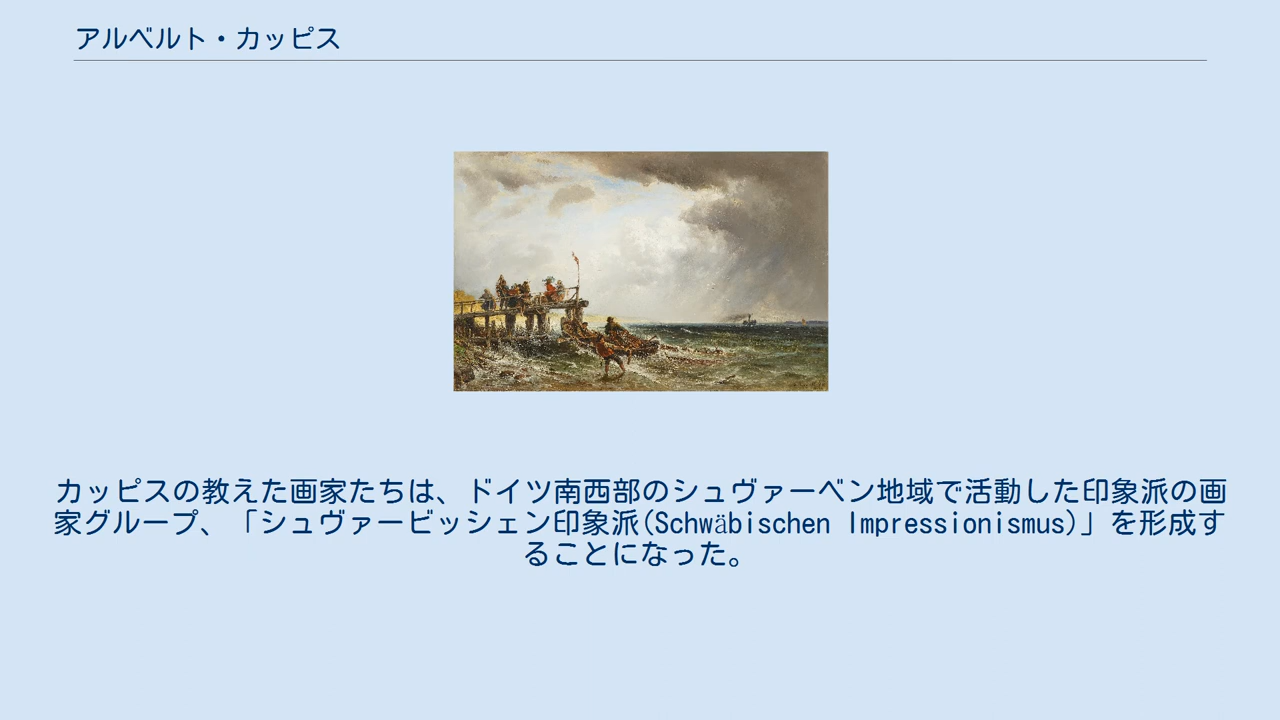 アルベルト・カッピス
カッピスの教えた画家たちは、ドイツ南西部のシュヴァーベン地域で活動した印象派の画
家グループ、「シュヴァービッシェン印象派(Schwäbischen Impressionismus)」を形成す
ることになった。